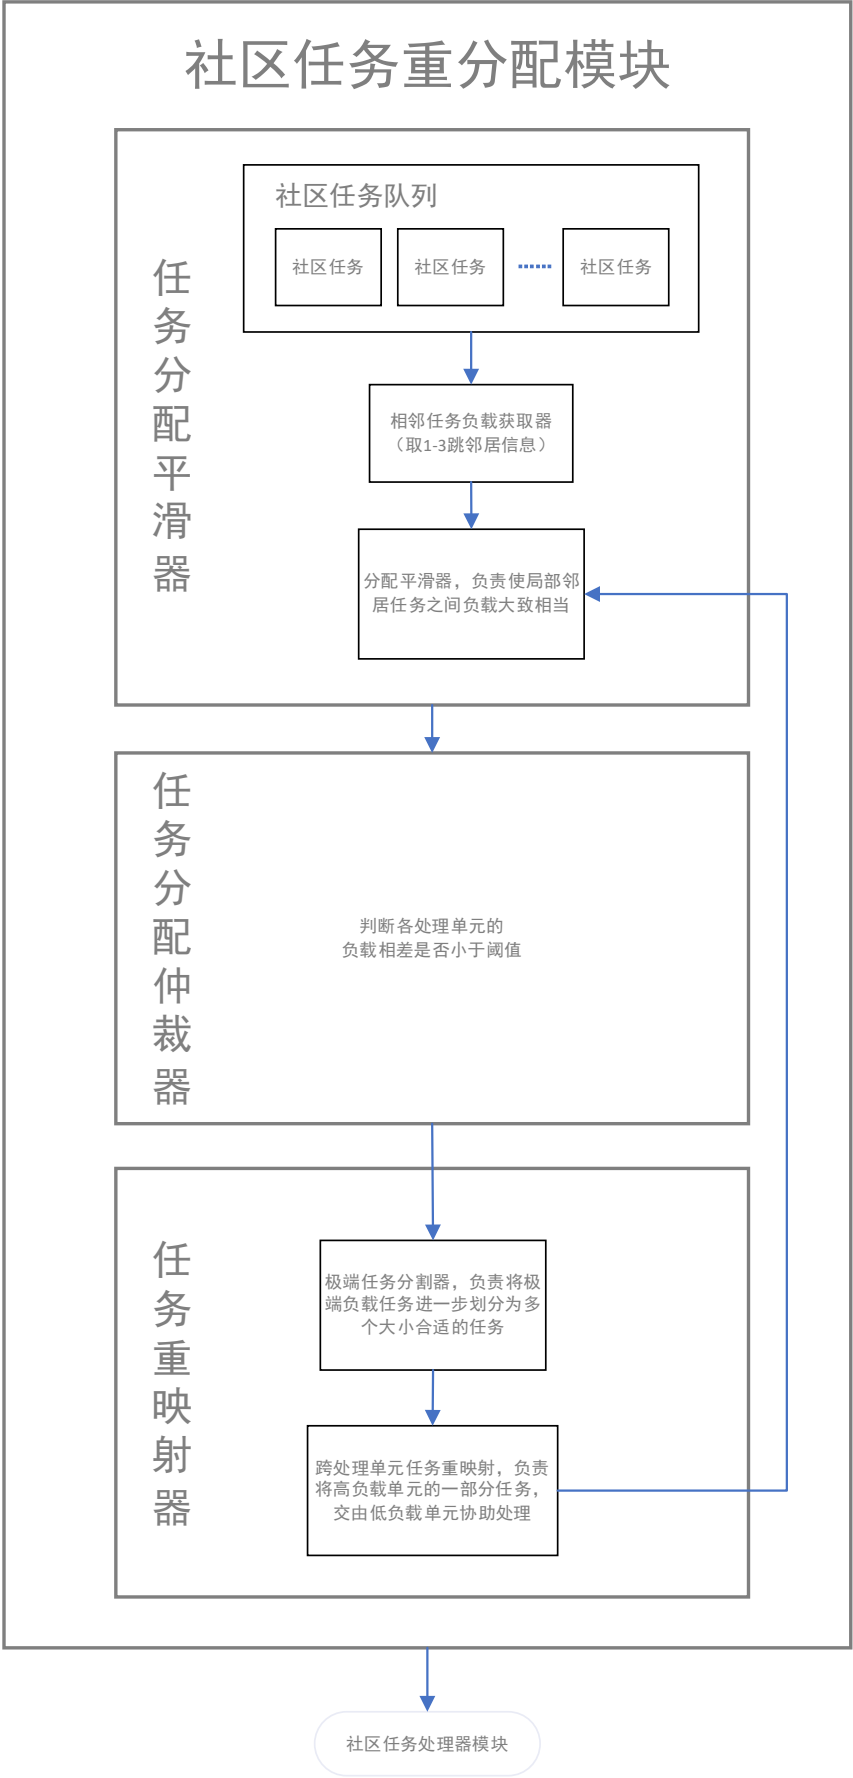 社区任务重分配模块
任务分配平滑器
社区任务队列
社区任务
社区任务
社区任务
相邻任务负载获取器
（取1-3跳邻居信息）
分配平滑器，负责使局部邻
居任务之间负载大致相当
任务分配仲裁器
判断各处理单元的
负载相差是否小于阈值
任务重映射器
极端任务分割器，负责将极
端负载任务进一步划分为多
个大小合适的任务
跨处理单元任务重映射，负责
将高负载单元的一部分任务，
交由低负载单元协助处理
社区任务处理器模块